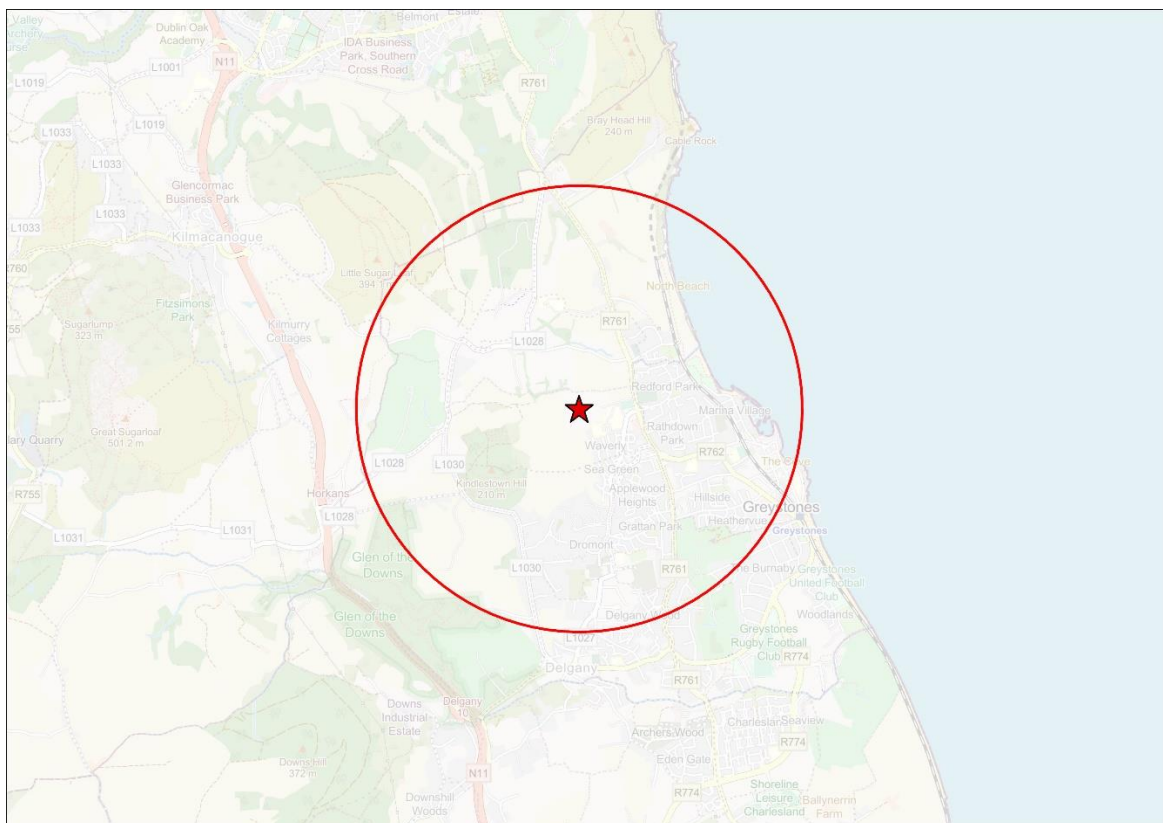 Valley
Estate
Belmont
Dublin Oak
Academy
IDA Business
Park, Southern
Cross Road
R761
N11
L1001
L1019
L1019
L1033
L1033
L1033
Bray Head Hill
240 m
Cable Rock
Glencormac
Business Park
Kilmacanogue
R760
Little Sugar Loaf
394.1 m
North Beach
Fitzsimons
Park
Sugarlump
323 m
Kilmurry
Cottages
R761
L1028
Redford Park
Marina Village
Rathdown
Park
Great Sugarloaf
501.2 m
Waverly
R762
The Cove
Sea Green
L1028
L1030
Kindlestown Hill
210 m
Applewood
Heights
Hillside
R755
Horkans
Greystones
Grattan Park
Heathervue
Greystones
L1028
L1031
L1031
Dromont
Glen of the
Downs
L1030
R761
The Burnaby
Greystones
United Football
Club
Glen of the
Downs
Delgany Wood
Woodlands
Greystones
Rugby Football
Club
R774
L1027
Delgany
R761
Downs
Industrial
Estate
Delgany
10
Charlesland
Seaview
Archers Wood
R774
Downs Hill
372 m
Eden Gate
N11
R774
Shoreline
Leisure
Charlesland
Ballynerrin
Farm
Downshill
Woods